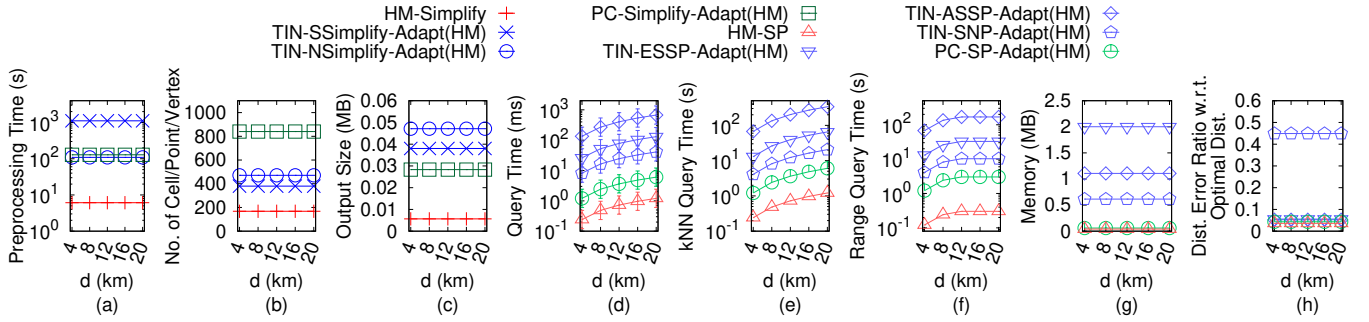 HM-Simplify
TIN-SSimplify-Adapt(HM)
TIN-NSimplify-Adapt(HM)
PC-Simplify-Adapt(HM)
HM-SP
TIN-ESSP-Adapt(HM)
TIN-ASSP-Adapt(HM)
TIN-SNP-Adapt(HM)
PC-SP-Adapt(HM)
Preprocessing Time (s)
10³
10²
10¹
10⁰
4 8 12 16 20
d (km)
(a)
No. of Cell/Point/Vertex
1000
800
600
400
200
0
4 8 12 16 20
d (km)
(b)
Output Size (MB)
0.06
0.05
0.04
0.03
0.02
0.01
0
4 8 12 16 20
d (km)
(c)
Query Time (ms)
10²
10¹
10⁰
10⁻¹
4 8 12 16 20
d (km)
(d)
kNN Query Time (s)
10²
10¹
10⁰
10⁻¹
4 8 12 16 20
d (km)
(e)
Range Query Time (s)
10²
10¹
10⁰
10⁻¹
4 8 12 16 20
d (km)
(f)
Memory (MB)
2.5
2
1.5
1
0.5
0
4 8 12 16 20
d (km)
(g)
Dist. Error Ratio w.r.t.
Optimal Dist.
0.6
0.5
0.4
0.3
0.2
0.1
0
4 8 12 16 20
d (km)
(h)